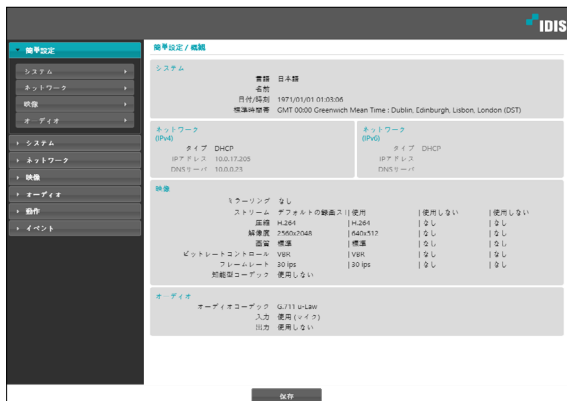 IDIS
簡単設定
システム
ネットワーク
映像
オーディオ
システム
ネットワーク
映像
オーディオ
動作
イベント
簡単設定 / 概観
システム
言語 日本語
名前
日付/時刻 1971/01/01 01:03:06
標準時間帯 GMT 00:00 Greenwich Mean Time : Dublin, Edinburgh, Lisbon, London (DST)
ネットワーク
(IPv4)
タイプ DHCP
IPアドレス 10.0.17.205
DNSサーバ 10.0.0.23
ネットワーク
(IPv6)
タイプ DHCP
IPアドレス
DNSサーバ
映像
ミラーリング なし
ストリーム デフォルトの録画スリ | 使用 | 使用しない | 使用しない
圧縮 H.264 | H.264 | なし | なし
解像度 2560x2048 | 640x512 | なし | なし
画質 標準 | 標準 | なし | なし
ビットレートコントロール VBR | VBR | なし | なし
フレームレート 30 ips | 30 ips | なし | なし
知能型コーデック 使用しない
オーディオ
オーディオコーデック G.711 u-Law
入力 使用 (マイク)
出力 使用しない
保存